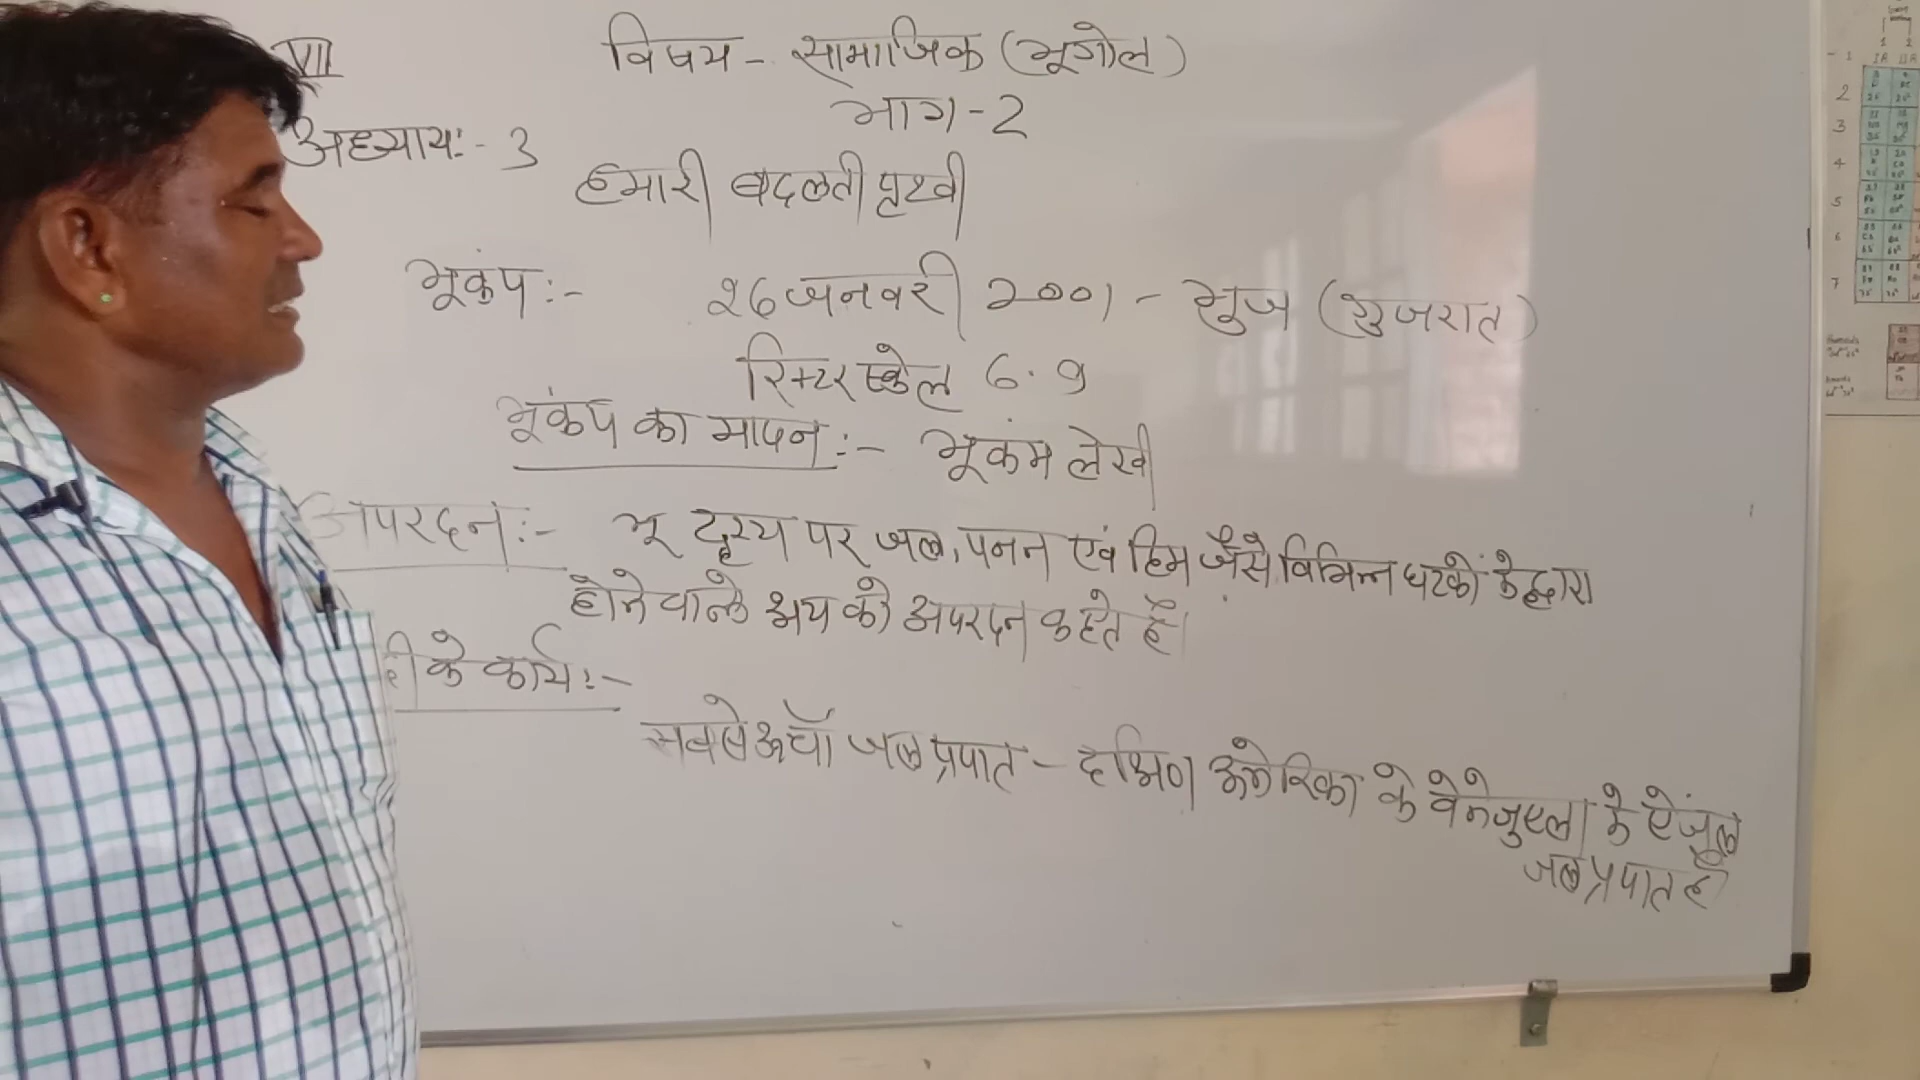 VII
विषय - सामाजिक (भूगोल)
भाग - 2
अध्याय :- 3
हमारी बदलती पृथ्वी
भूकंप :- 26 जनवरी 2001 - भुज (गुजरात)
रिक्टर स्केल 6.9
भूकंप का मापन :- भूकंम लेखी
अपरदन :- भू दृश्य पर जल, पनन एवं हिम जैसे विभिन्न घटकों के द्वारा
होने वाले क्षय को अपरदन कहते हैं।
के कार्य :-
सबसे ऊँचा जल प्रपात - दक्षिण अमेरिका के वेनेजुएला के ऐंजल
जल प्रपात है